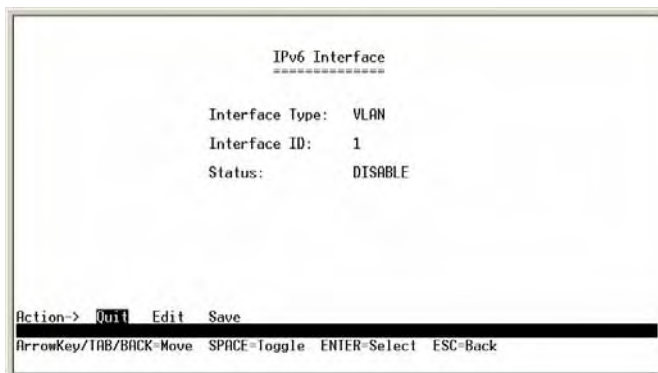 IPv6 Interface
==============
Interface Type: VLAN
Interface ID: 1
Status: DISABLE
Action-> Quit Edit Save
ArrowKey/TAB/BACK=Move SPACE=Toggle ENTER=Select ESC=Back